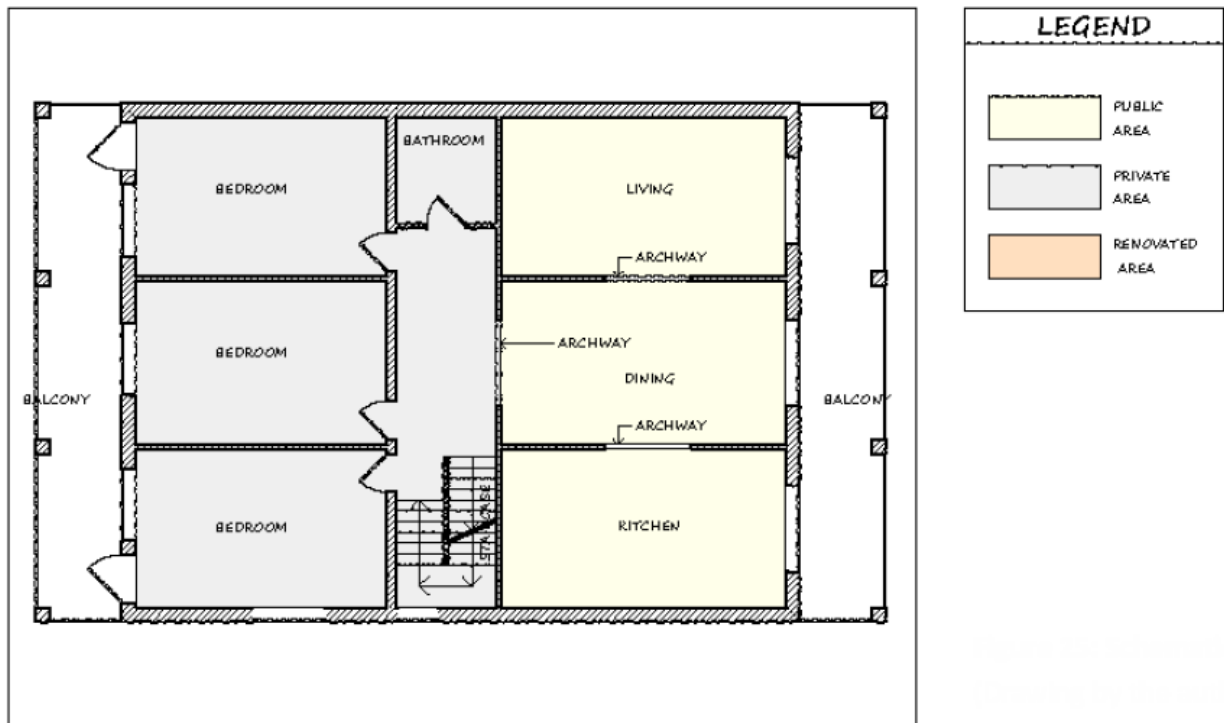 LEGEND
PUBLIC
AREA
PRIVATE
AREA
RENOVATED
AREA
BATHROOM
BEDROOM
LIVING
ARCHWAY
ARCHWAY
BEDROOM
DINING
BALCONY
BALCONY
ARCHWAY
BEDROOM
STAIRCASE
KITCHEN